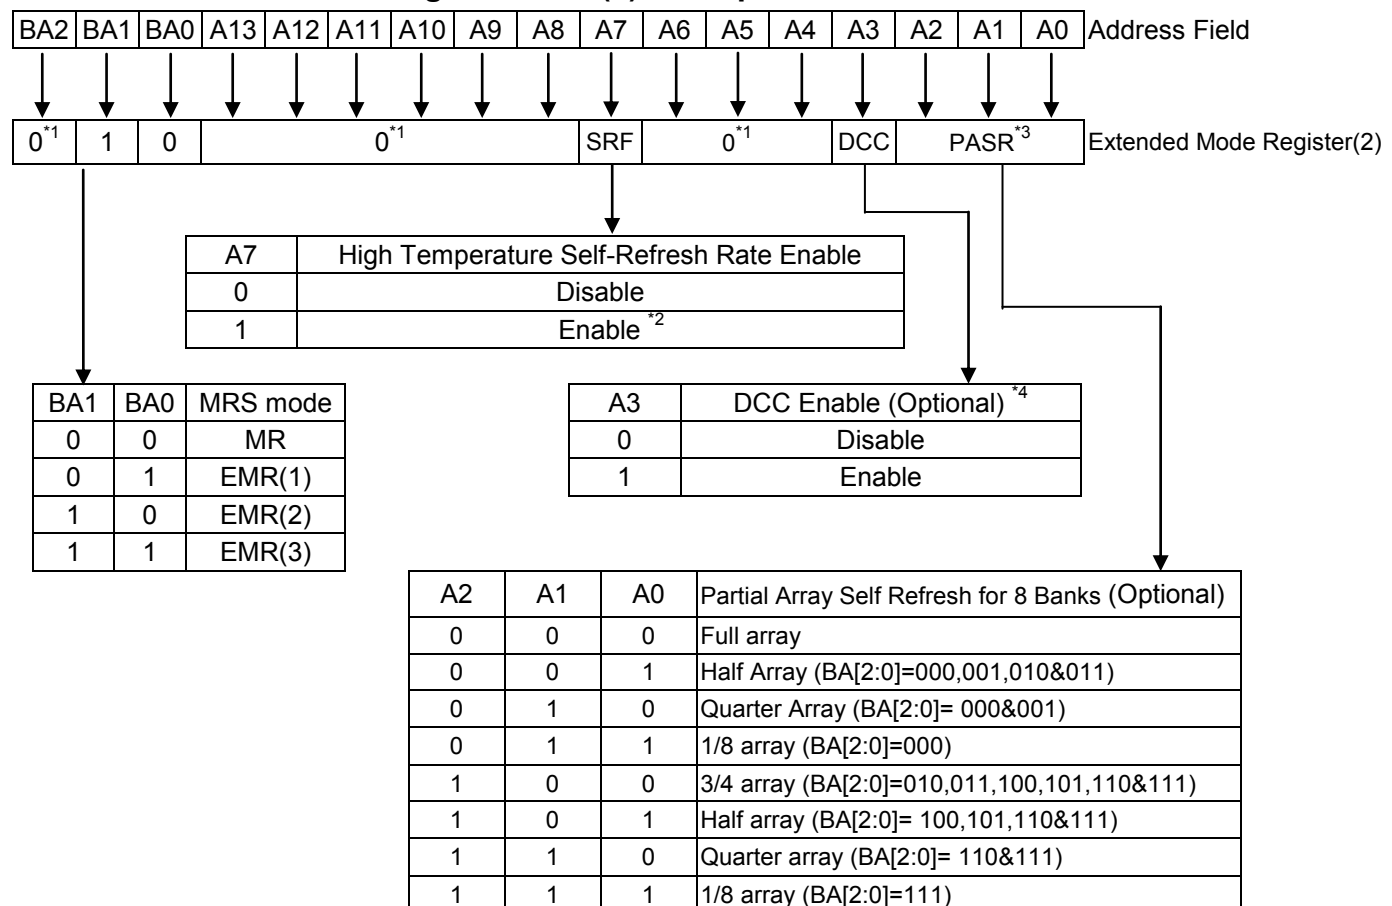 BA2 BA1 BA0 A13 A12 A11 A10 A9 A8 A7 A6 A5 A4 A3 A2 A1 A0 Address Field
0*1 1 0 0*1 SRF 0*1 DCC PASR*3 Extended Mode Register(2)
A7 High Temperature Self-Refresh Rate Enable
0 Disable
1 Enable *2
BA1 BA0 MRS mode
0 0 MR
0 1 EMR(1)
1 0 EMR(2)
1 1 EMR(3)
A3 DCC Enable (Optional) *4
0 Disable
1 Enable
A2 A1 A0 Partial Array Self Refresh for 8 Banks (Optional)
0 0 0 Full array
0 0 1 Half Array (BA[2:0]=000,001,010&011)
0 1 0 Quarter Array (BA[2:0]= 000&001)
0 1 1 1/8 array (BA[2:0]=000)
1 0 0 3/4 array (BA[2:0]=010,011,100,101,110&111)
1 0 1 Half array (BA[2:0]= 100,101,110&111)
1 1 0 Quarter array (BA[2:0]= 110&111)
1 1 1 1/8 array (BA[2:0]=111)